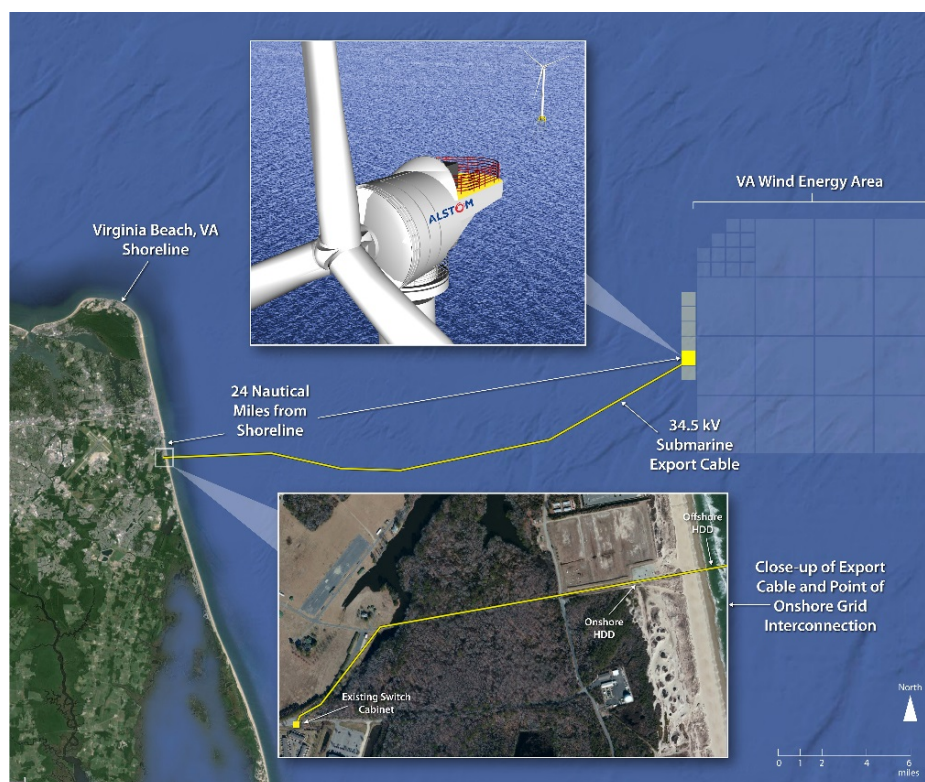 VA Wind Energy Area
ALSTOM
Virginia Beach, VA
Shoreline
24 Nautical
Miles from
Shoreline
34.5 kV
Submarine
Export Cable
Offshore
HDD
Close-up of Export
Cable and Point of
Onshore Grid
Interconnection
Onshore
HDD
Existing Switch
Cabinet
North
0 1 2 4 6
miles